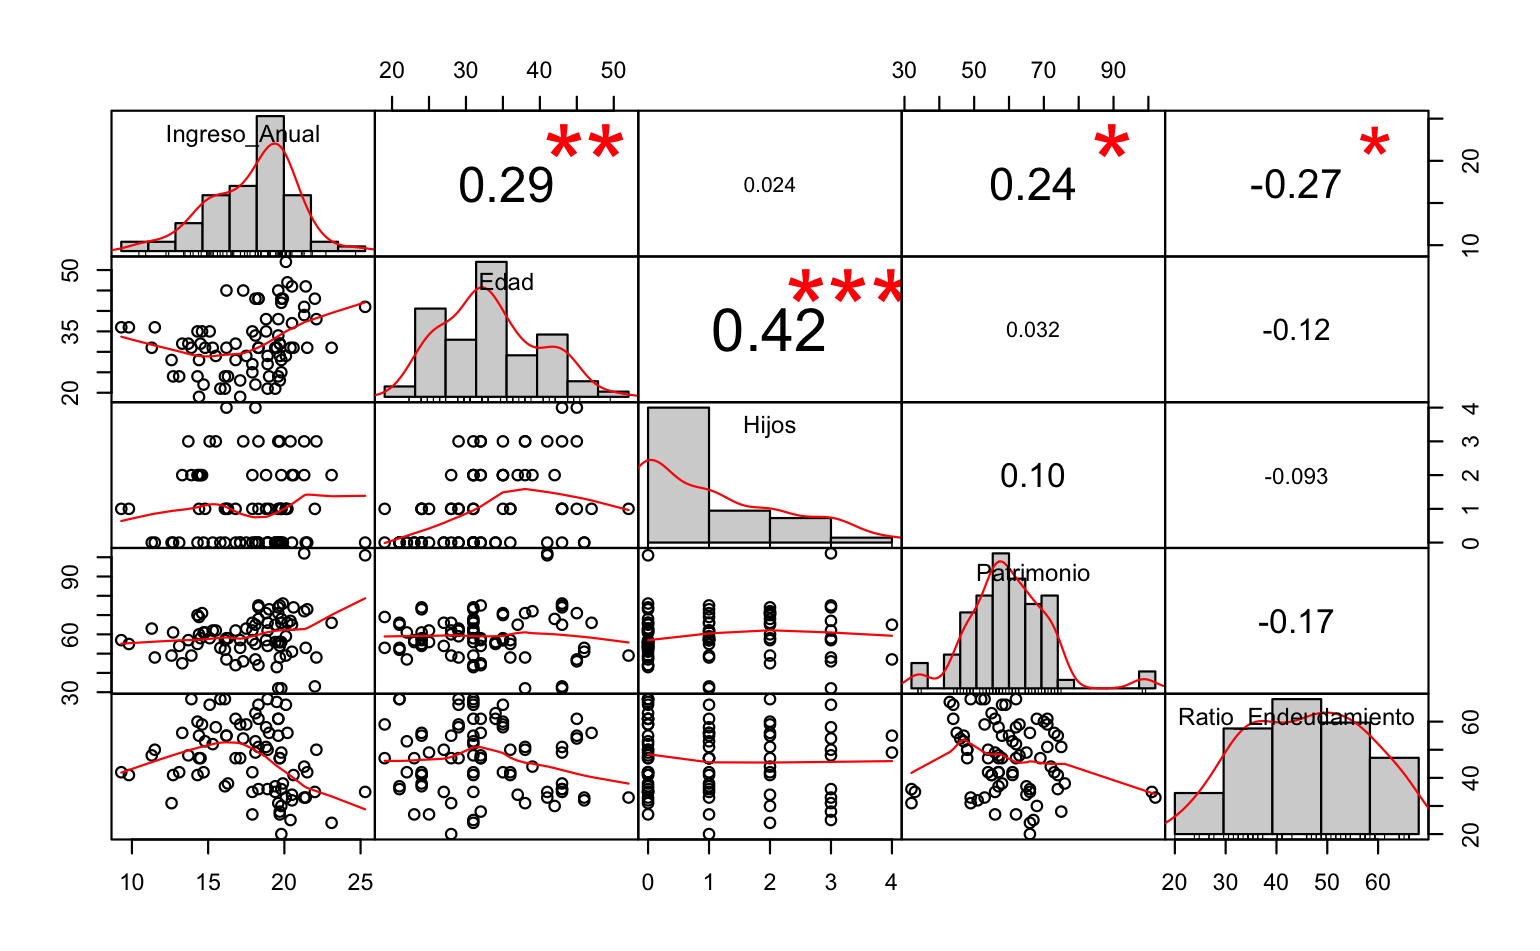 20 30 40 50 30 50 70 90
Ingreso_Anual 0.29 ** 0.024 0.24 * -0.27 * 10 20
20 35 50 Edad 0.42 *** 0.032 -0.12
Hijos 0.10 -0.093 0 1 2 3 4
30 60 90 Patrimonio -0.17
Ratio_Endeudamiento 20 40 60
10 15 20 25 0 1 2 3 4 20 30 40 50 60